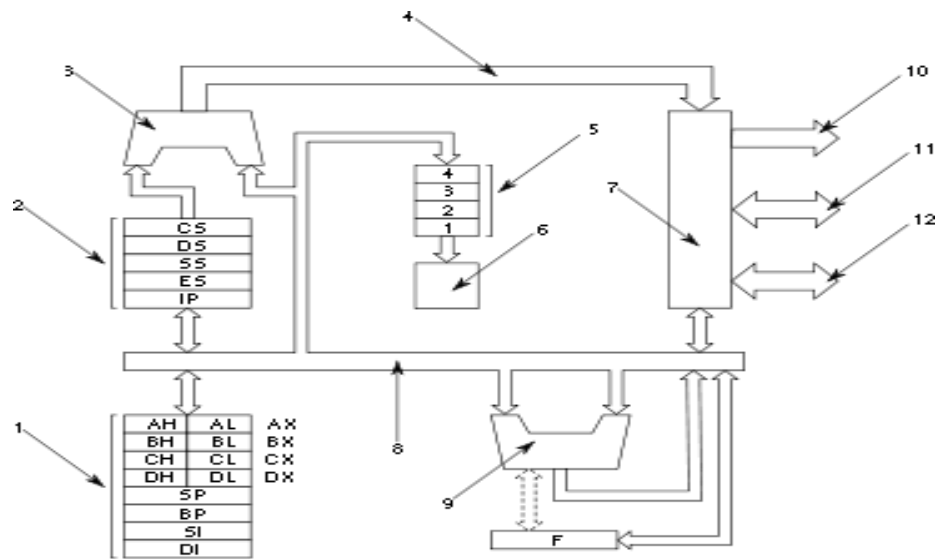 4
3
10
5
4
3
2
1
11
7
2
CS
DS
SS
ES
IP
6
12
1
AH AL AX
BH BL BX
CH CL CX
DH DL DX
SP
BP
SI
DI
8
9
F